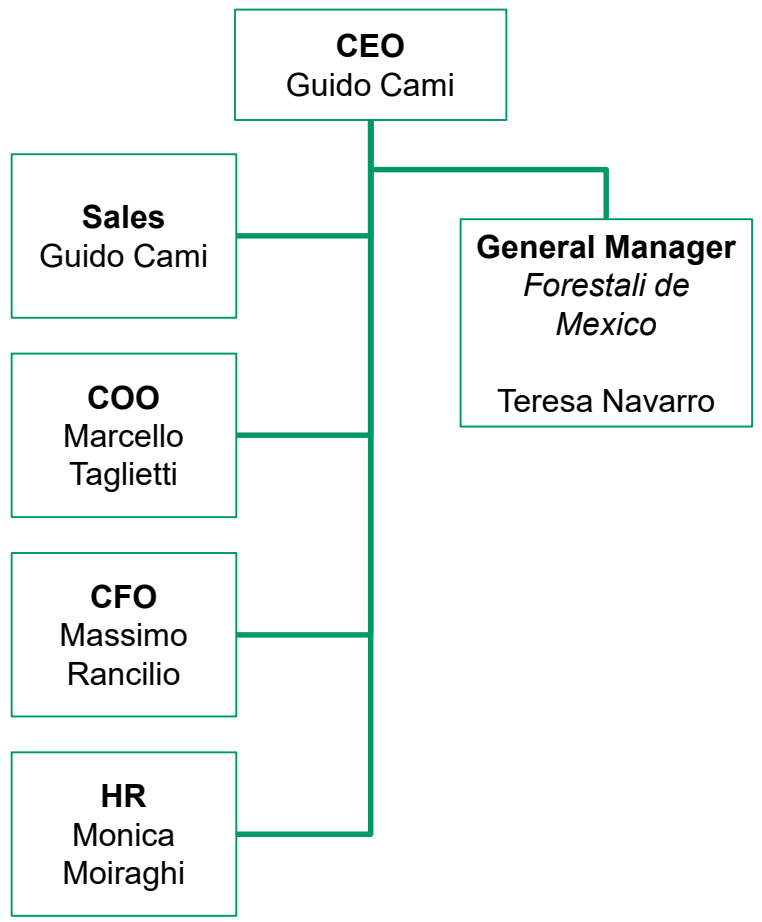 CEO
Guido Cami
Sales
Guido Cami
General Manager
Forestali de
Mexico
Teresa Navarro
COO
Marcello
Taglietti
CFO
Massimo
Rancilio
HR
Monica
Moiraghi